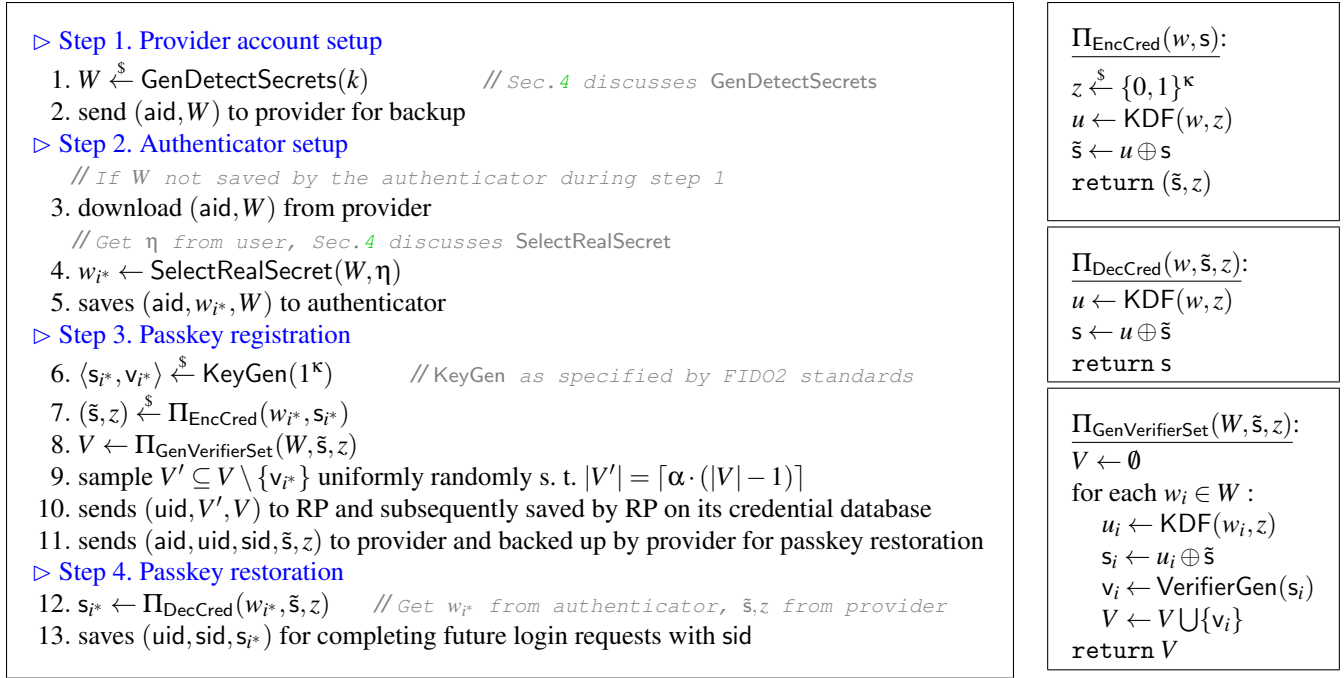 ▷ Step 1. Provider account setup
1. W ←$ GenDetectSecrets(k) // Sec.4 discusses GenDetectSecrets
2. send (aid, W) to provider for backup
▷ Step 2. Authenticator setup
// If W not saved by the authenticator during step 1
3. download (aid, W) from provider
// Get η from user, Sec.4 discusses SelectRealSecret
4. w_{i*} ← SelectRealSecret(W, η)
5. saves (aid, w_{i*}, W) to authenticator
▷ Step 3. Passkey registration
6. ⟨s_{i*}, v_{i*}⟩ ←$ KeyGen(1^κ) // KeyGen as specified by FIDO2 standards
7. (s̃, z) ←$ Π_EncCred(w_{i*}, s_{i*})
8. V ← Π_GenVerifierSet(W, s̃, z)
9. sample V′ ⊆ V \ {v_{i*}} uniformly randomly s. t. |V′| = ⌈α · (|V| − 1)⌉
10. sends (uid, V′, V) to RP and subsequently saved by RP on its credential database
11. sends (aid, uid, sid, s̃, z) to provider and backed up by provider for passkey restoration
▷ Step 4. Passkey restoration
12. s_{i*} ← Π_DecCred(w_{i*}, s̃, z) // Get w_{i*} from authenticator, s̃, z from provider
13. saves (uid, sid, s_{i*}) for completing future login requests with sid
Π_EncCred(w, s):
z ←$ {0, 1}^κ
u ← KDF(w, z)
s̃ ← u ⊕ s
return (s̃, z)
Π_DecCred(w, s̃, z):
u ← KDF(w, z)
s ← u ⊕ s̃
return s
Π_GenVerifierSet(W, s̃, z):
V ← ∅
for each w_i ∈ W :
u_i ← KDF(w_i, z)
s_i ← u_i ⊕ s̃
v_i ← VerifierGen(s_i)
V ← V ⋃{v_i}
return V